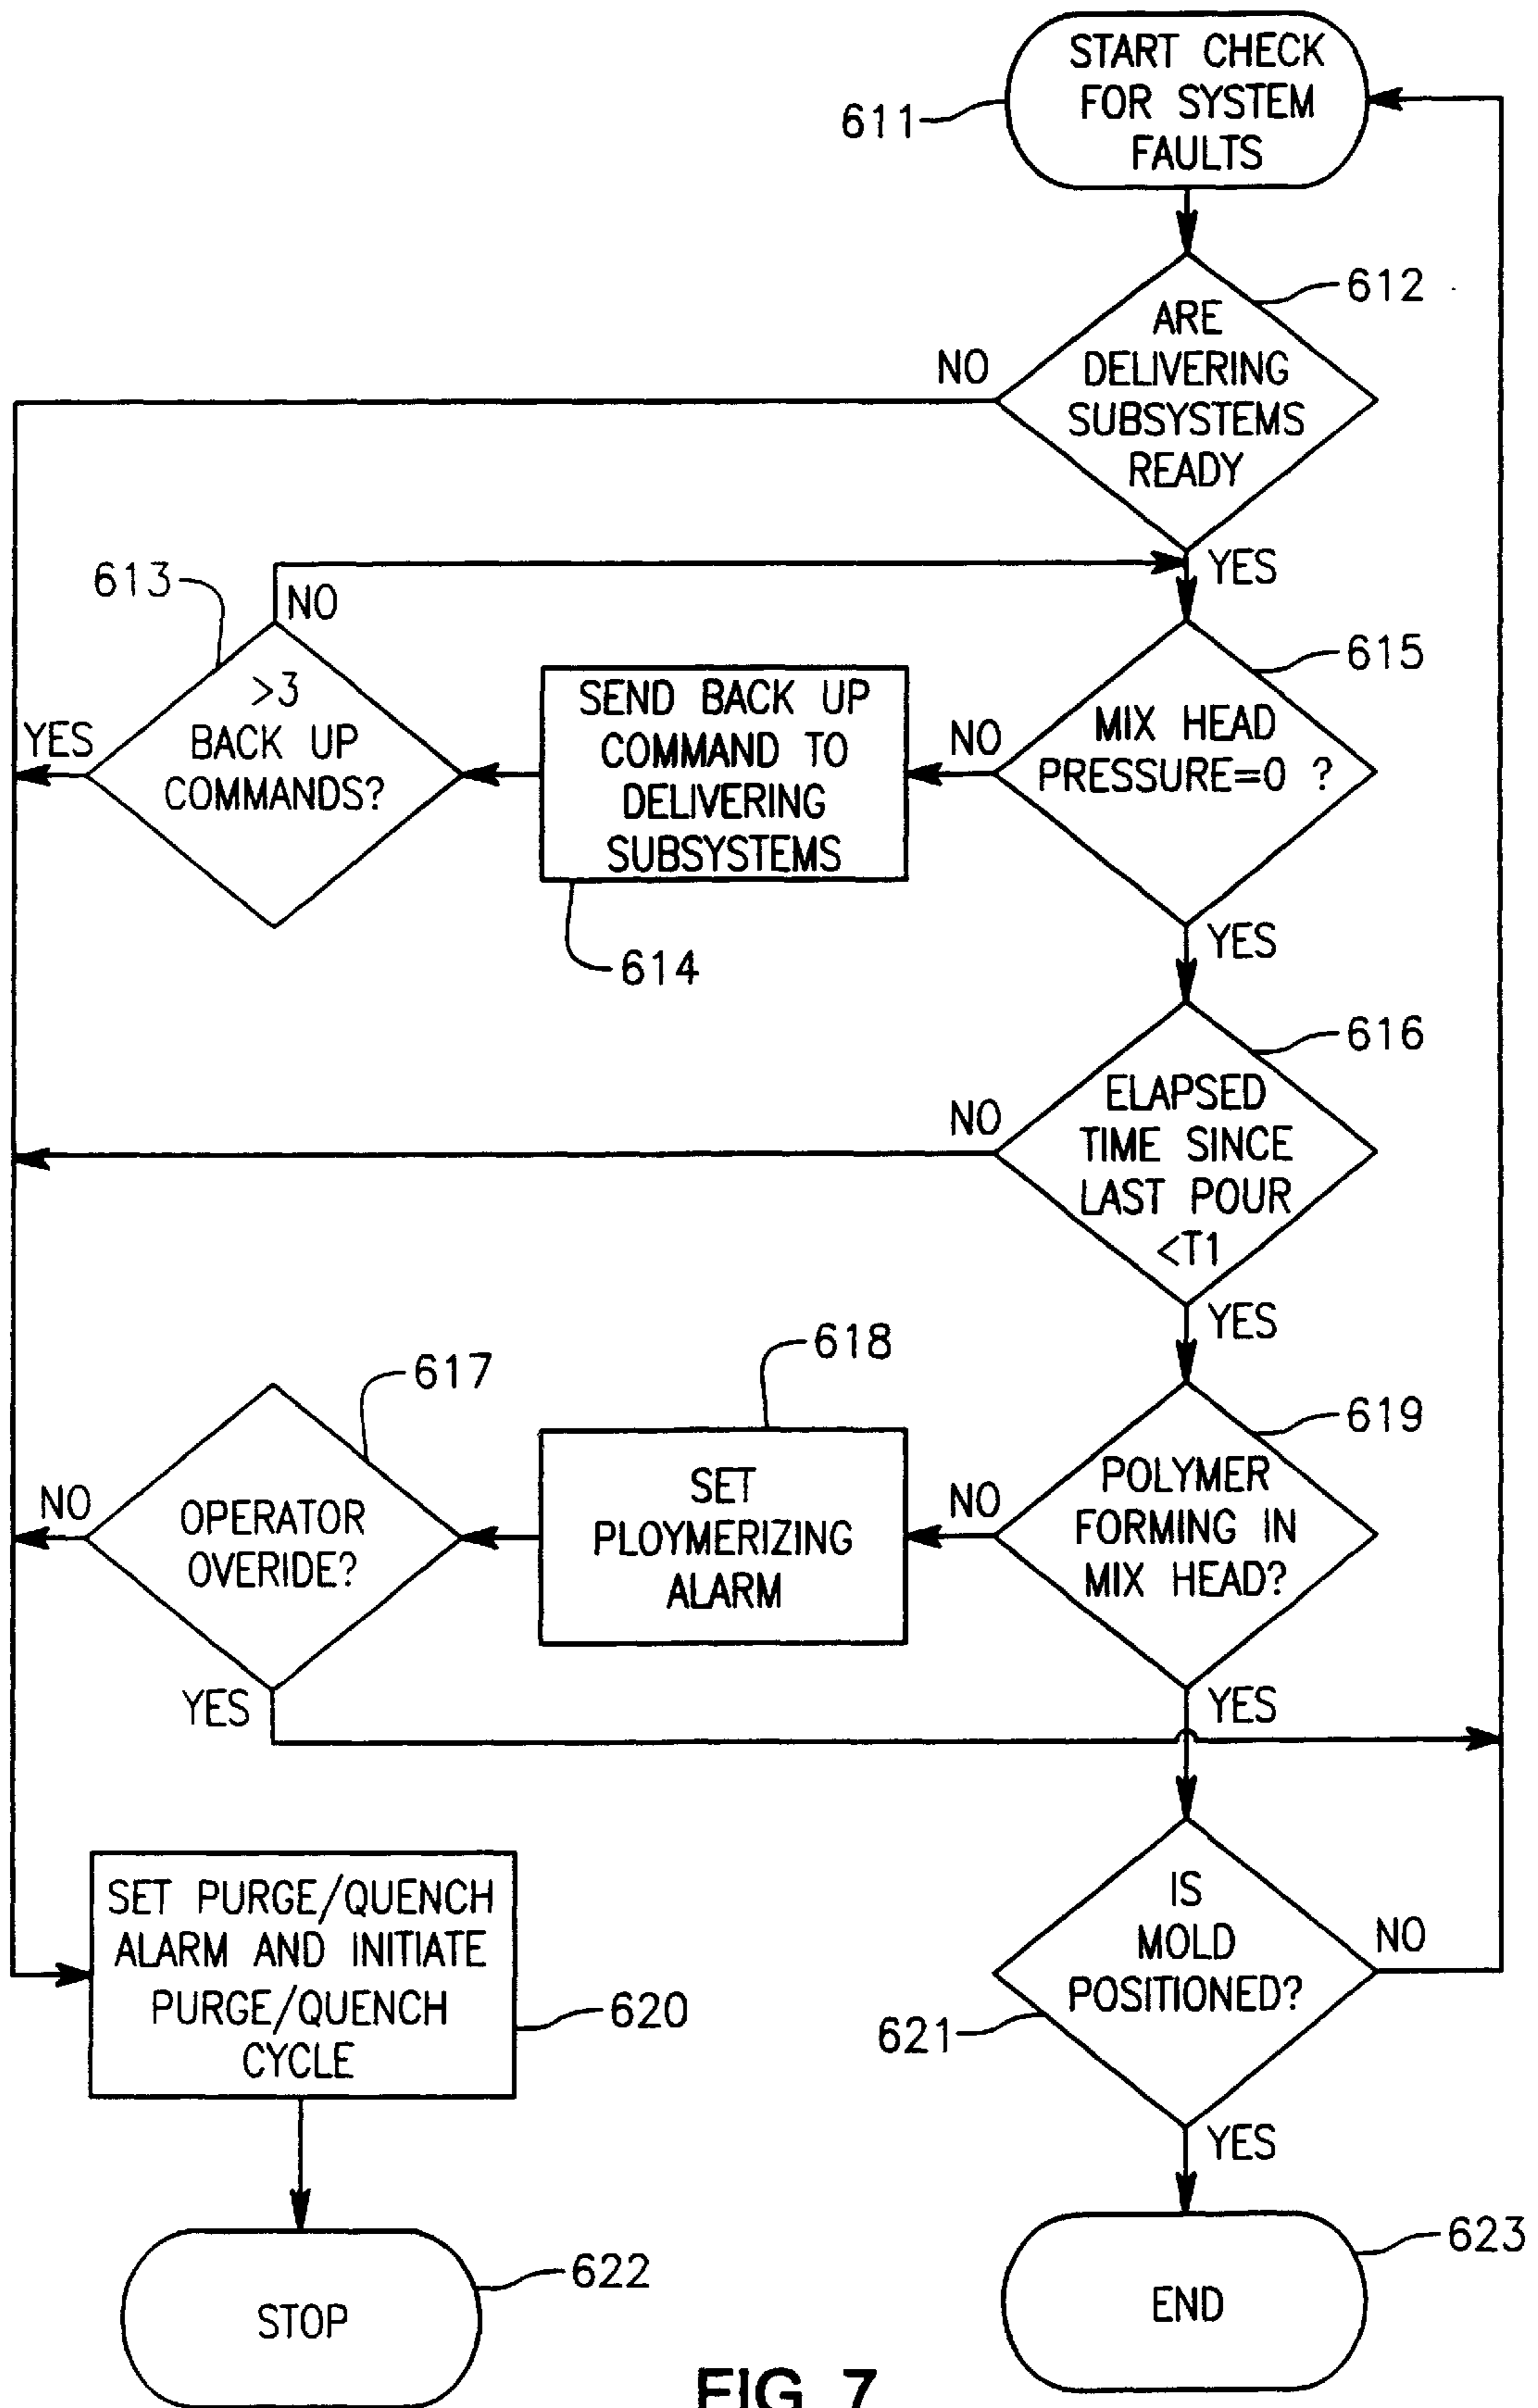 START CHECK
FOR SYSTEM
FAULTS
611
612
ARE
DELIVERING
SUBSYSTEMS
READY
NO
YES
613
NO
>3
BACK UP
COMMANDS?
YES
SEND BACK UP
COMMAND TO
DELIVERING
SUBSYSTEMS
614
NO
615
MIX HEAD
PRESSURE=0 ?
YES
616
NO
ELAPSED
TIME SINCE
LAST POUR
<T1
YES
617
618
619
NO
OPERATOR
OVERIDE?
YES
SET
PLOYMERIZING
ALARM
NO
POLYMER
FORMING IN
MIX HEAD?
YES
SET PURGE/QUENCH
ALARM AND INITIATE
PURGE/QUENCH
CYCLE
620
IS
MOLD
POSITIONED?
NO
621
YES
622
STOP
623
END
FIG. 7